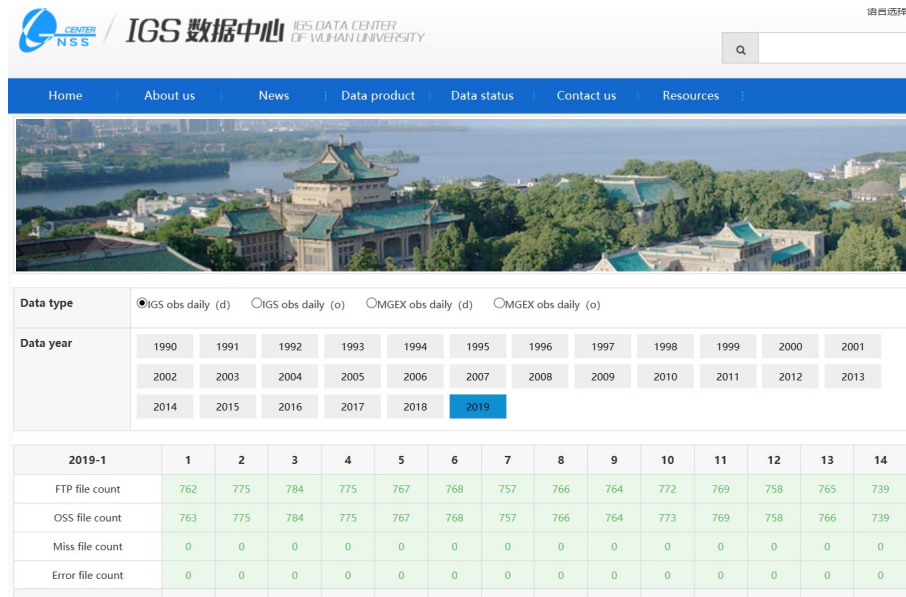 语言选择
CENTER
NSS
IGS 数据中心
IGS DATA CENTER
OF WUHAN UNIVERSITY
Home About us News Data product Data status Contact us Resources
Data type IGS obs daily (d) IGS obs daily (o) MGEX obs daily (d) MGEX obs daily (o)
Data year 1990 1991 1992 1993 1994 1995 1996 1997 1998 1999 2000 2001
2002 2003 2004 2005 2006 2007 2008 2009 2010 2011 2012 2013
2014 2015 2016 2017 2018 2019
2019-1 1 2 3 4 5 6 7 8 9 10 11 12 13 14
FTP file count 762 775 784 775 767 768 757 766 764 772 769 758 765 739
OSS file count 763 775 784 775 767 768 757 766 764 773 769 758 766 739
Miss file count 0 0 0 0 0 0 0 0 0 0 0 0 0 0
Error file count 0 0 0 0 0 0 0 0 0 0 0 0 0 0